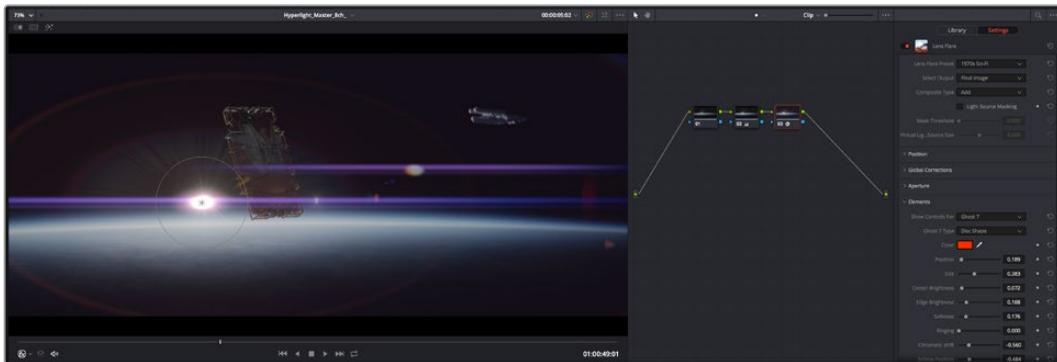 73%
Hyperlight_Master_8ch_
00:00:05:02
Clip
Library
Settings
Lens Flare
Lens Flare Preset 1970s Sci-Fi
Select Output Final Image
Composite Type Add
Light Source Masking
Mask Threshold
Position
Global Corrections
Aperture
Elements
Show Controls For Ghost 7
Ghost 7 Type Disc Shape
Color
Position 0.189
Size 0.383
Center Brightness 0.072
Edge Brightness 0.188
Softness 0.176
Ringing 0.000
Chromatic Shift -0.560
01:00:49:01